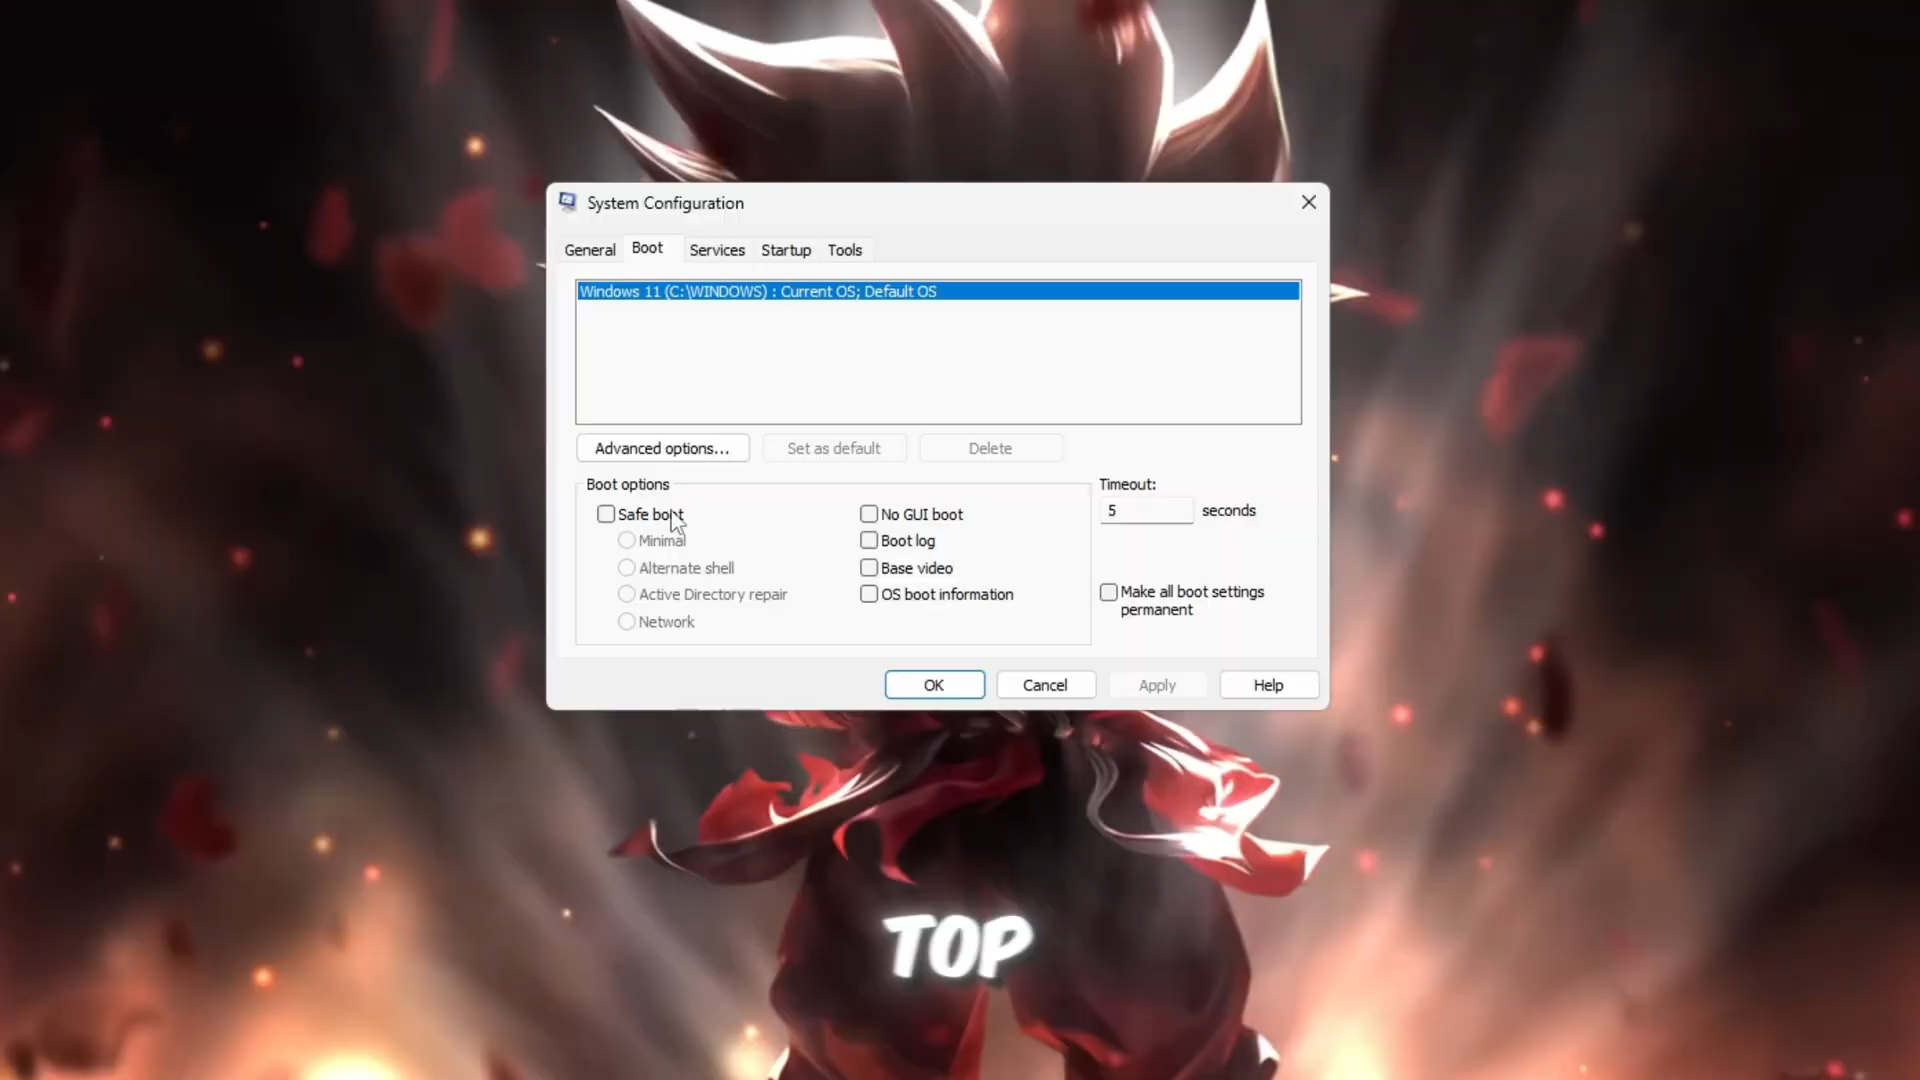 System Configuration
General Boot Services Startup Tools
Windows 11 (C:\WINDOWS) : Current OS; Default OS
Advanced options... Set as default Delete
Boot options
Timeout:
Safe boot
No GUI boot
5 seconds
Minimal
Boot log
Alternate shell
Base video
Active Directory repair
OS boot information
Make all boot settings
permanent
Network
OK Cancel Apply Help
TOP